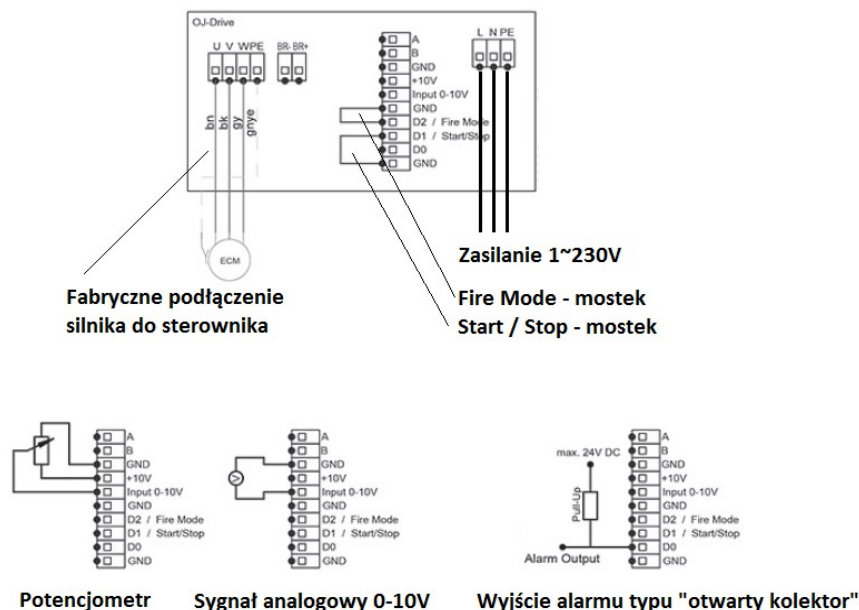 OJ-Drive
U V WPE BR- BR+
L N PE
A
B
GND
+10V
Input 0-10V
GND
D2 / Fire Mode
D1 / Start/Stop
D0
GND
bn
bk
gy
gnye
ECM
Zasilanie 1~230V
Fabryczne podłączenie
silnika do sterownika
Fire Mode - mostek
Start / Stop - mostek
A
B
GND
+10V
Input 0-10V
GND
D2 / Fire Mode
D1 / Start/Stop
D0
GND
Potencjometr
V
A
B
GND
+10V
Input 0-10V
GND
D2 / Fire Mode
D1 / Start/Stop
D0
GND
Sygnał analogowy 0-10V
max. 24V DC
Pull-Up
Alarm Output
A
B
GND
+10V
Input 0-10V
GND
D2 / Fire Mode
D1 / Start/Stop
D0
GND
Wyjście alarmu typu "otwarty kolektor"